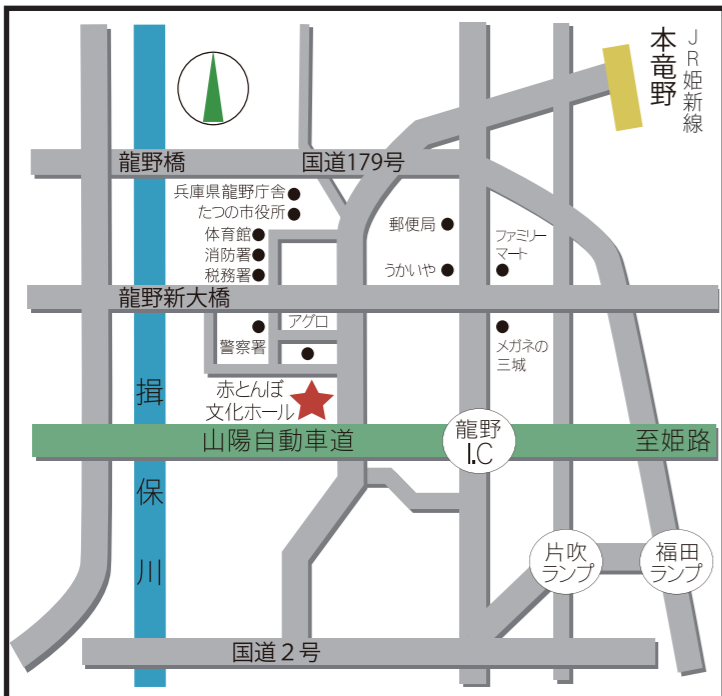 JR姫新線
本竜野
龍野橋
国道179号
兵庫県龍野庁舎
たつの市役所
体育館
消防署
税務署
郵便局
うかいや
ファミリー
マート
龍野新大橋
アグロ
警察署
メガネの
三城
赤とんぼ
文化ホール
揖保川
山陽自動車道
龍野
I.C
至姫路
片吹
ランプ
福田
ランプ
国道2号